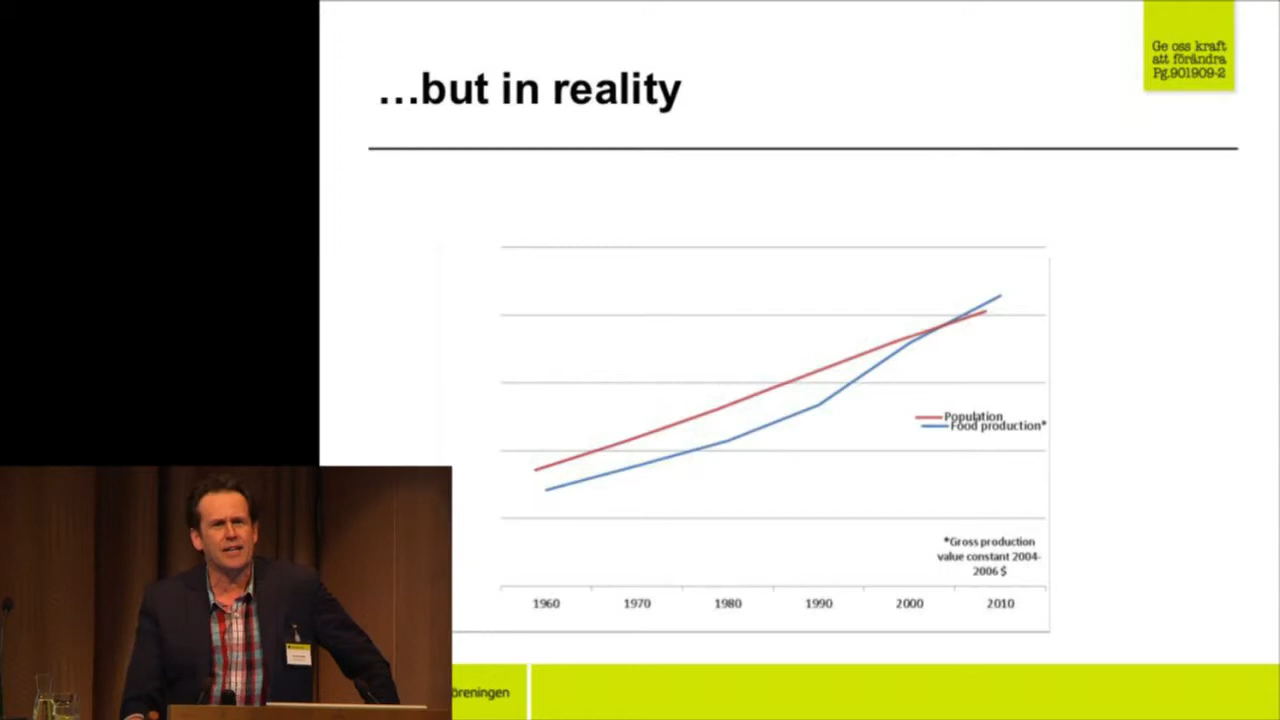 …but in reality
Ge oss kraft
att förändra
Pg.901909-2
Population
Food production*
*Gross production
value constant 2004-
2006 $
1960 1970 1980 1990 2000 2010
öreningen